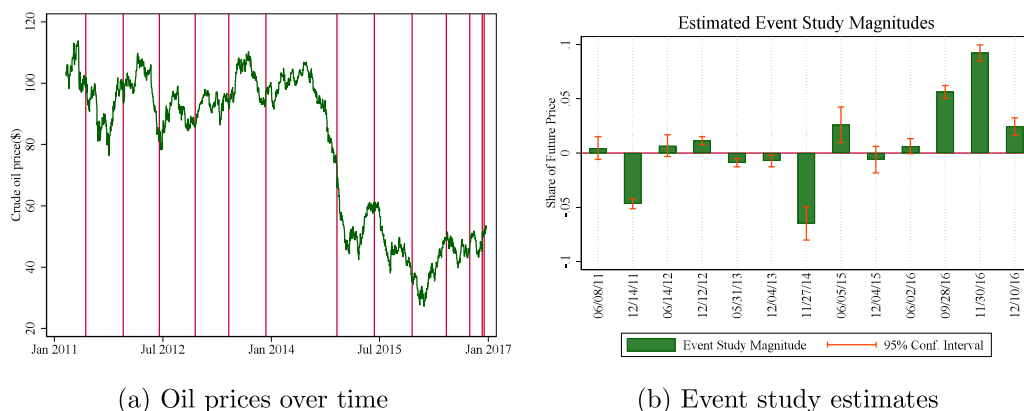 Estimated Event Study Magnitudes
120
100
80
60
40
20
Crude oil price($)
Jan 2011
Jul 2012
Jan 2014
Jul 2015
Jan 2017
.1
.05
0
-.05
-.1
Share of Future Price
06/08/11
12/14/11
06/14/12
12/12/12
05/31/13
12/04/13
11/27/14
06/05/15
12/04/15
06/02/16
09/28/16
11/30/16
12/10/16
Event Study Magnitude
95% Conf. Interval
(a) Oil prices over time
(b) Event study estimates